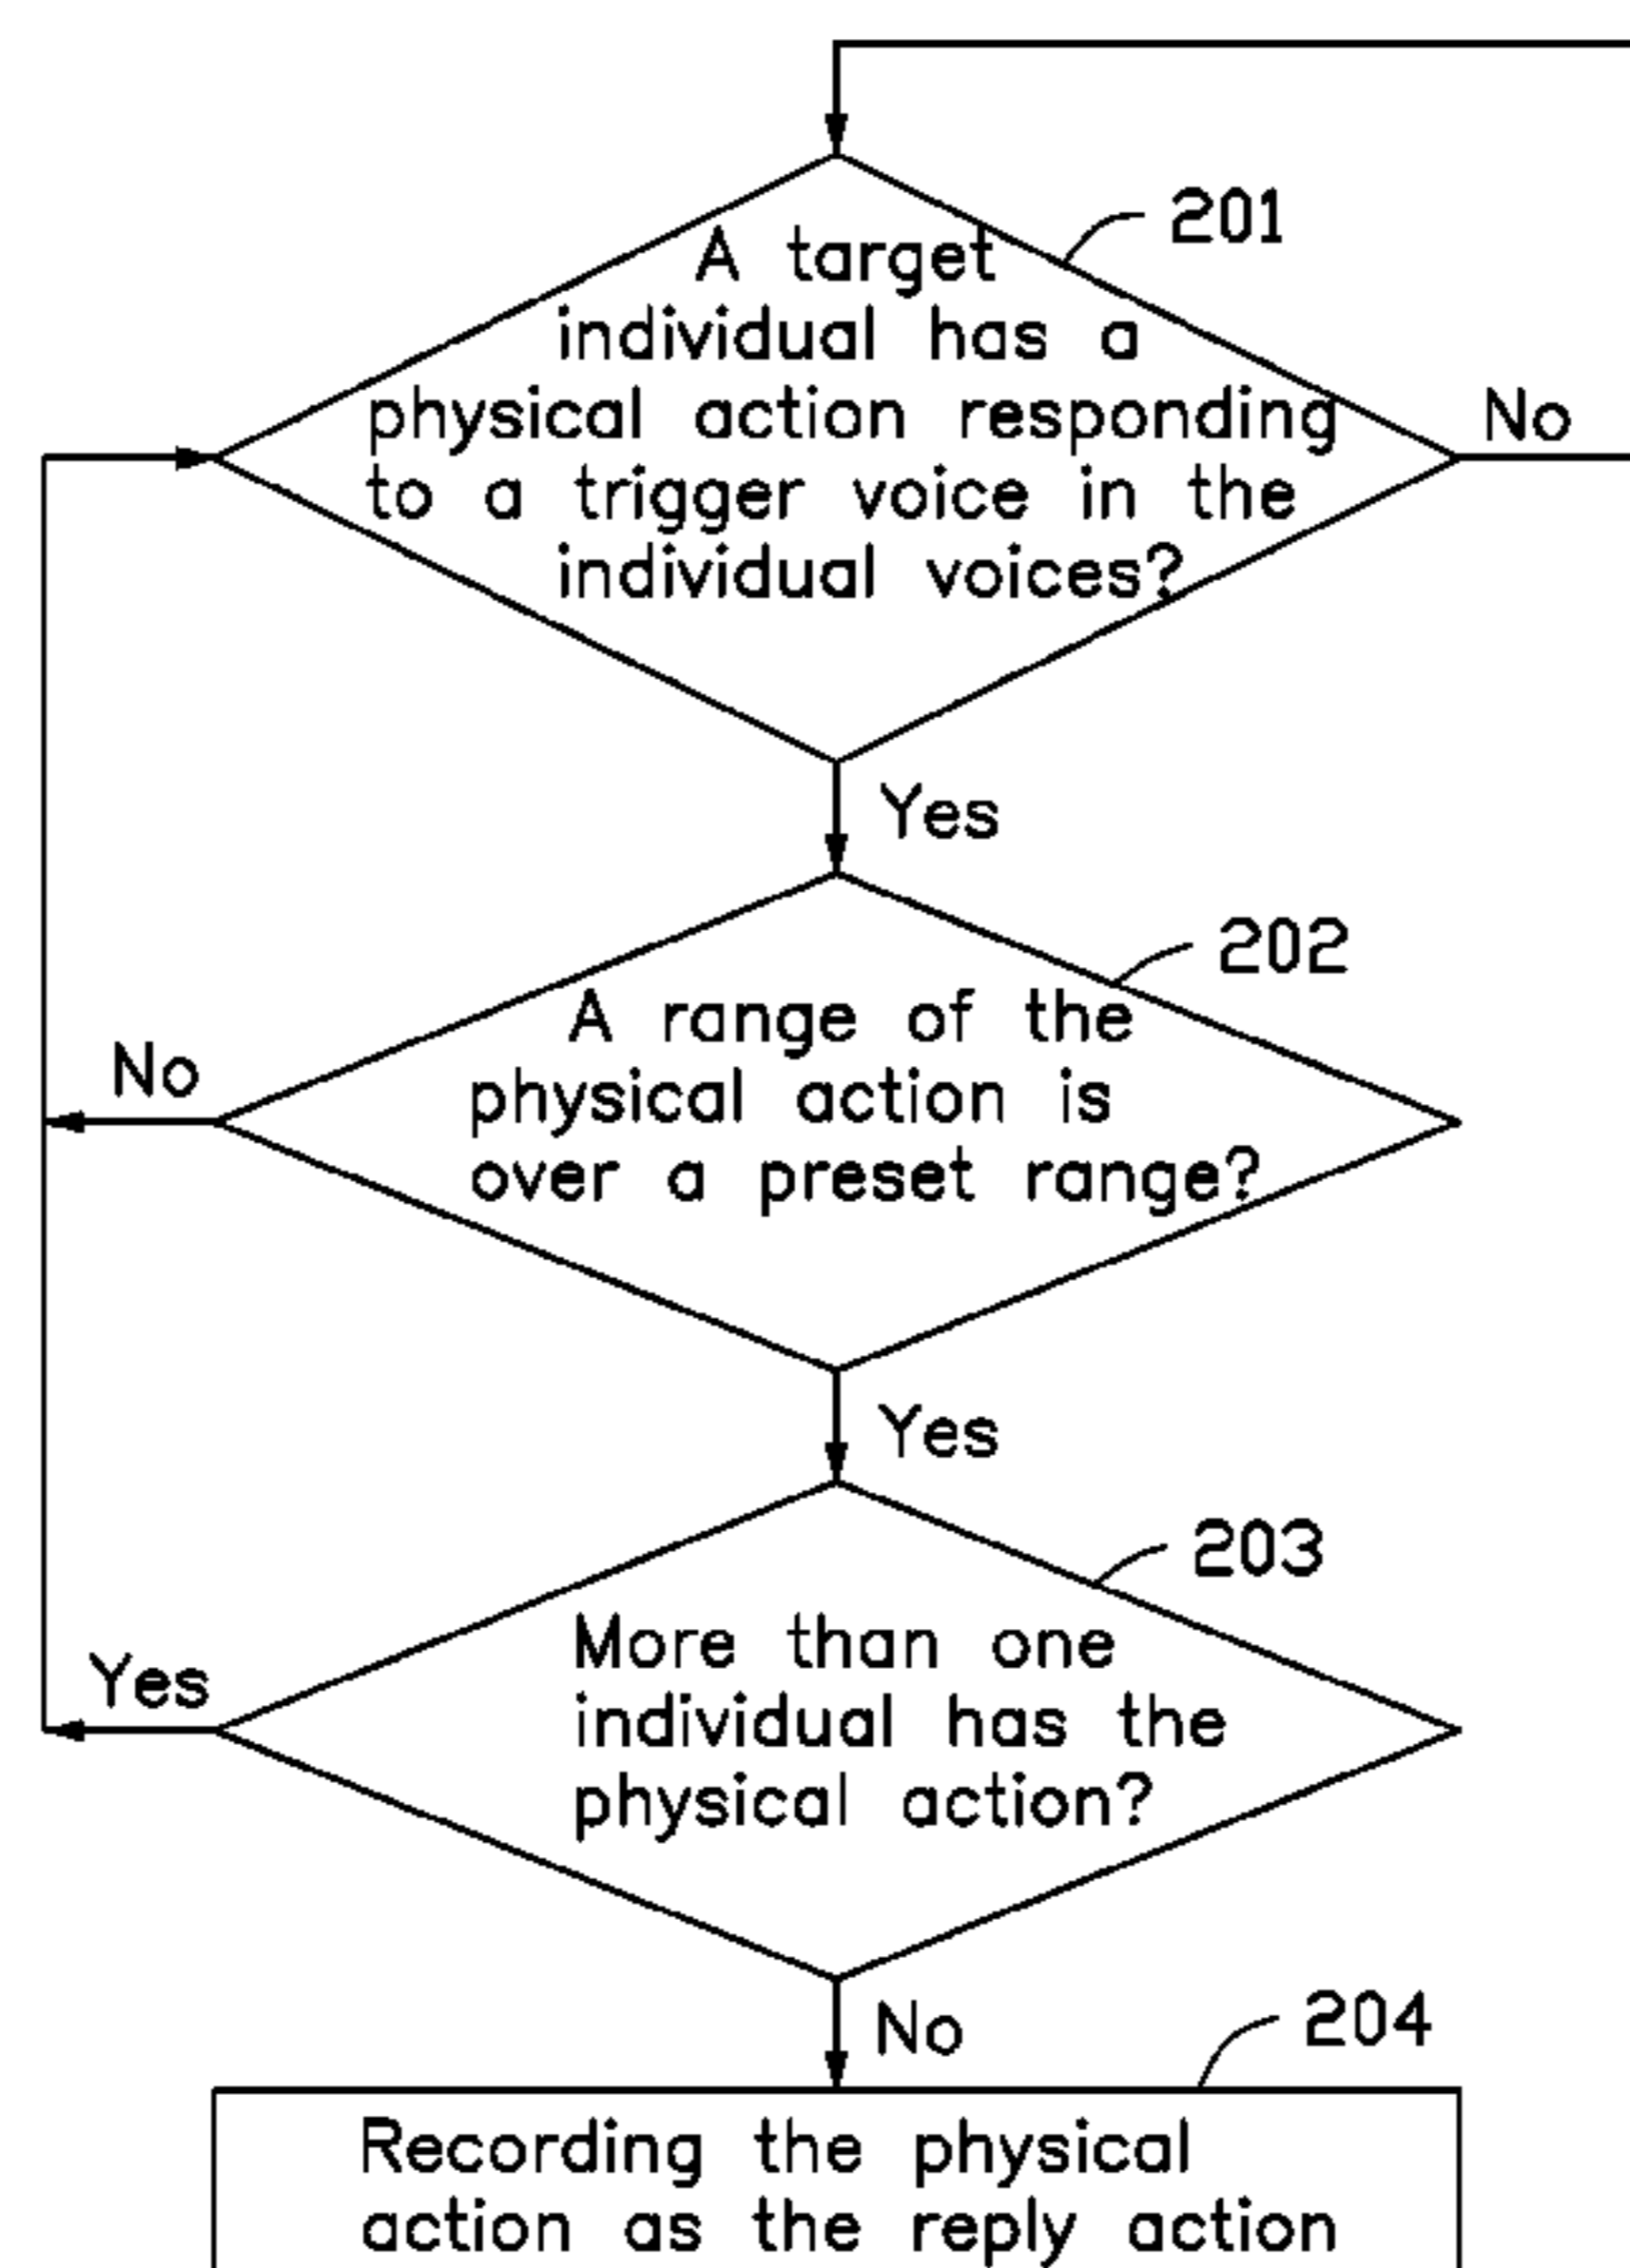 201
A target
individual has a
physical action responding
to a trigger voice in the
individual voices?
No
Yes
202
A range of the
physical action is
over a preset range?
No
Yes
203
More than one
individual has the
physical action?
Yes
No
204
Recording the physical
action as the reply action